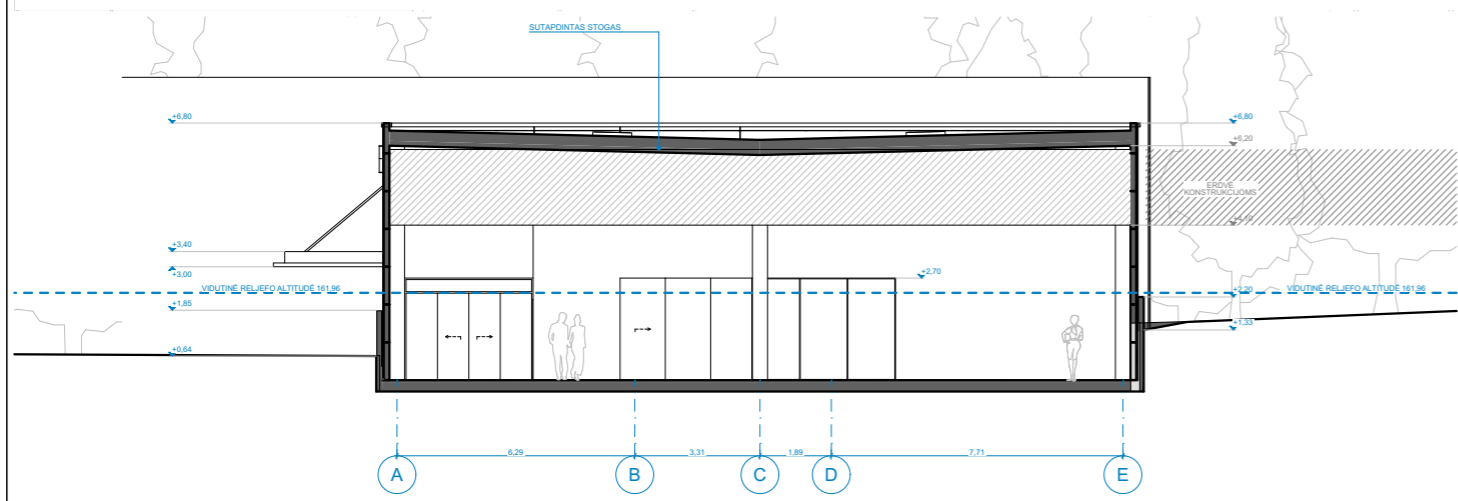 SUTAPDINTAS STOGAS
+6,80
+6,80
+6,20
ERDVĖ
KONSTRUKCIJOMS
+4,10
+3,40
+3,00
+2,70
VIDUTINĖ RELJEFO ALTITUDĖ 161,96
+2,20
VIDUTINĖ RELJEFO ALTITUDĖ 161,96
+1,85
+1,33
+0,64
6,29
3,31
1,89
7,71
A
B
C
D
E